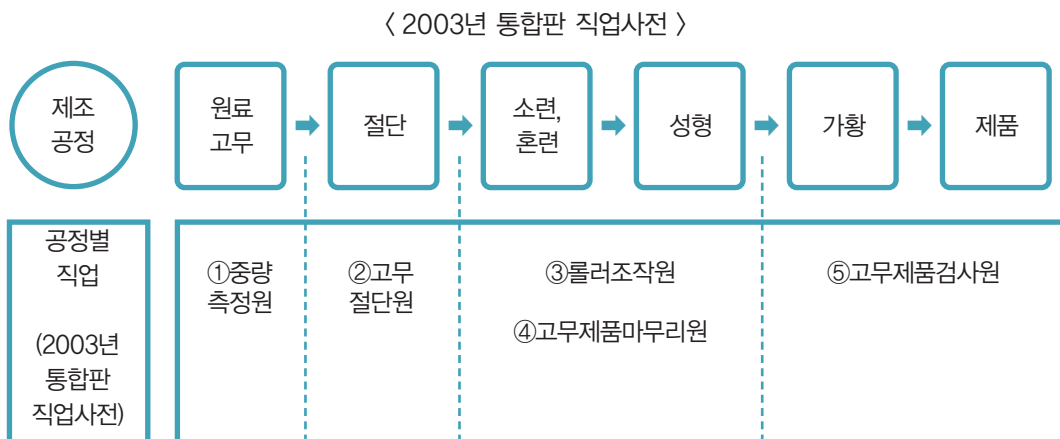 〈 2003년 통합판 직업사전 〉
제조
공정
원료
고무
절단
소련,
혼련
성형
가황
제품
공정별
직업
(2003년
통합판
직업사전)
①중량
측정원
②고무
절단원
③롤러조작원
④고무제품마무리원
⑤고무제품검사원